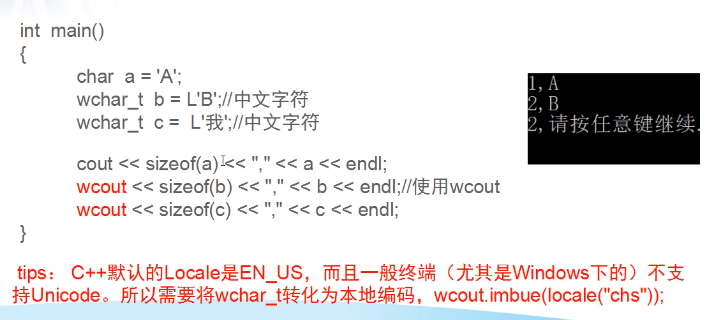 int main()
{
char a = 'A';
wchar_t b = L'B';//中文字符
wchar_t c = L'我';//中文字符
cout << sizeof(a) << "," << a << endl;
wcout << sizeof(b) << "," << b << endl;//使用wcout
wcout << sizeof(c) << "," << c << endl;
}
1,A
2,B
2,请按任意键继续.
tips： C++默认的Locale是EN_US，而且一般终端（尤其是Windows下的）不支
持Unicode。所以需要将wchar_t转化为本地编码，wcout.imbue(locale("chs"));